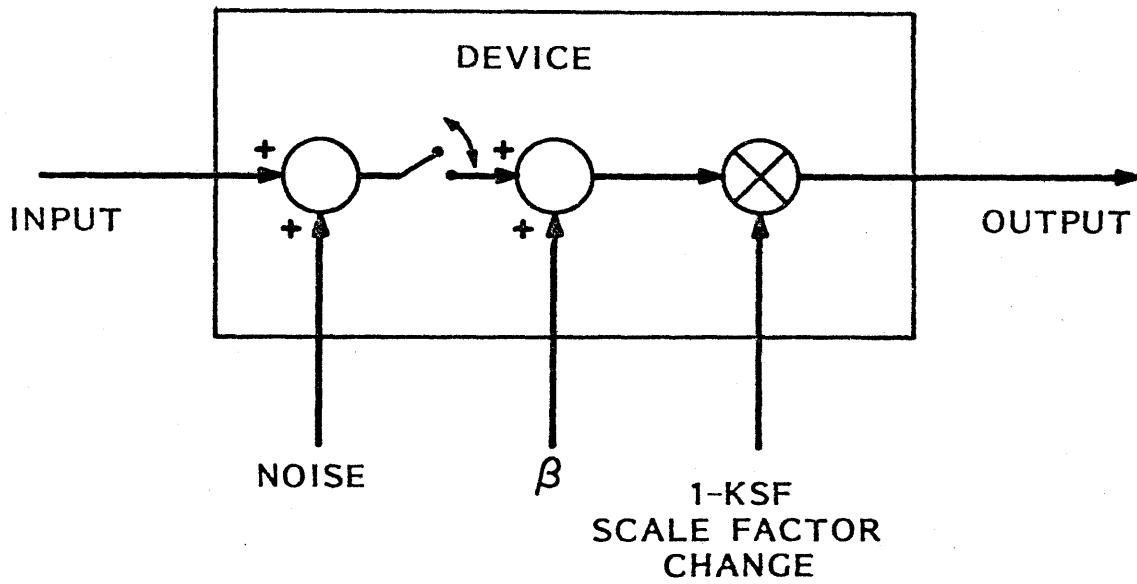 DEVICE
+
+
+
+
INPUT
OUTPUT
NOISE
β
1-KSF
SCALE FACTOR
CHANGE